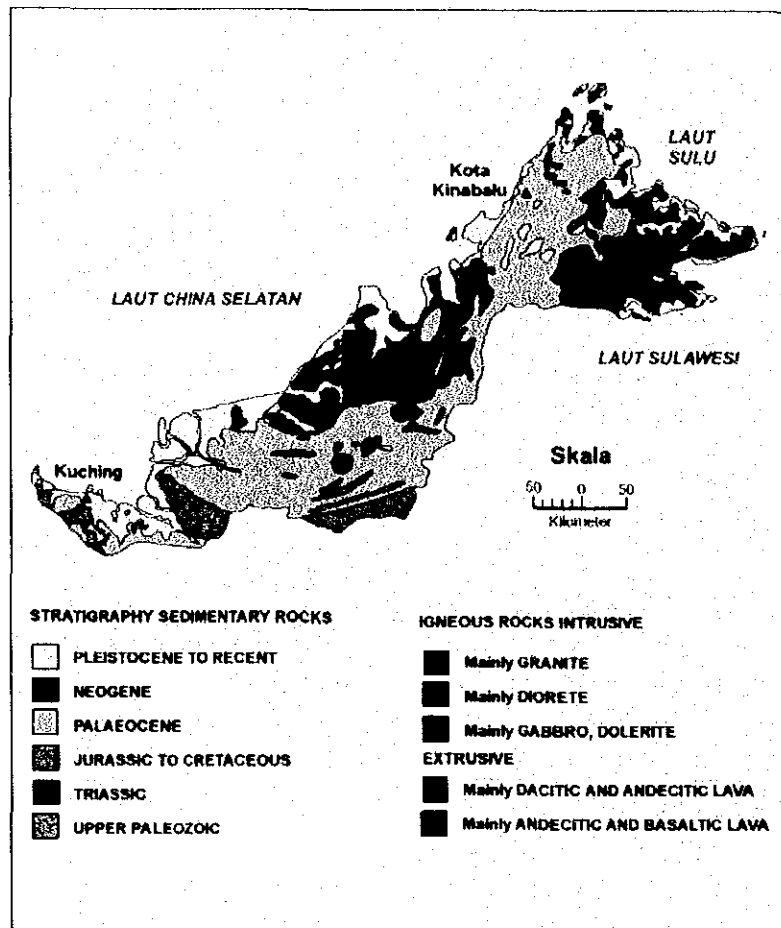 LAUT
SULU
Kota
Kinabalu
LAUT CHINA SELATAN
LAUT SULAWESI
Kuching
Skala
50 0 50
Kilometer
STRATIGRAPHY SEDIMENTARY ROCKS
PLEISTOCENE TO RECENT
NEOGENE
PALAEOCENE
JURASSIC TO CRETACEOUS
TRIASSIC
UPPER PALEOZOIC
IGNEOUS ROCKS INTRUSIVE
Mainly GRANITE
Mainly DIORETE
Mainly GABBRO, DOLERITE
EXTRUSIVE
Mainly DACITIC AND ANDECITIC LAVA
Mainly ANDECITIC AND BASALTIC LAVA